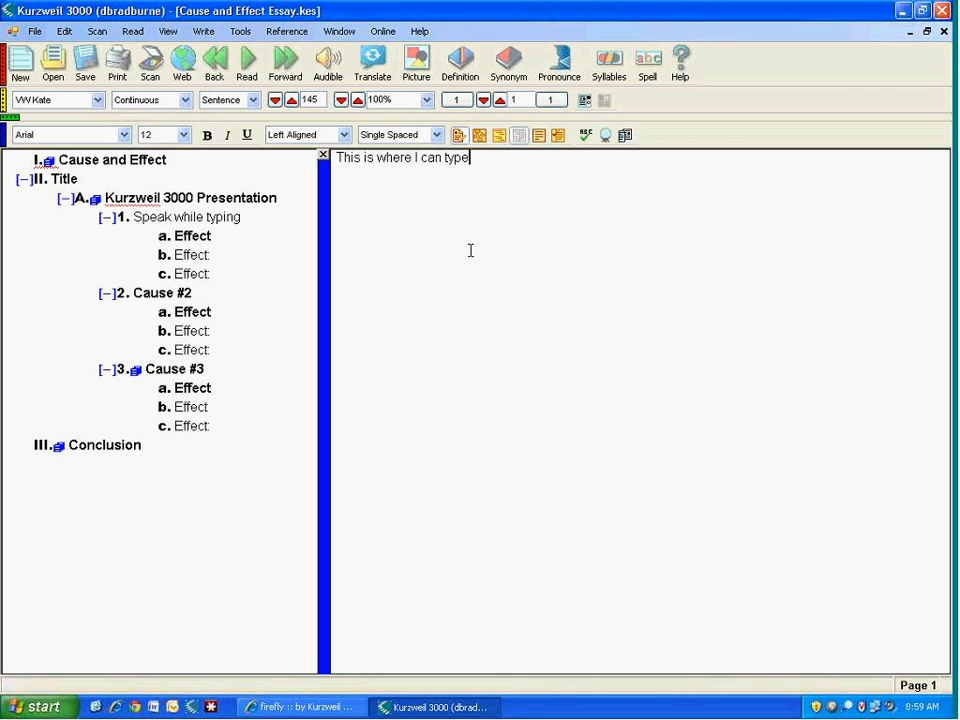 Kurzweil 3000 (dbradburne) - [Cause and Effect Essay.kes]
File Edit Scan Read View Write Tools Reference Window Online Help
New Open Save Print Scan Web Back Read Forward Audible Translate Picture Definition Synonym Pronounce Syllables Spell Help
VW Kate Continuous Sentence 145 100% 1 1 1
Arial 12 B I U Left Aligned Single Spaced
I. Cause and Effect
[−]II. Title
[−]A. Kurzweil 3000 Presentation
[−]1. Speak while typing
a. Effect
b. Effect:
c. Effect:
[−]2. Cause #2
a. Effect
b. Effect:
c. Effect:
[−]3. Cause #3
a. Effect
b. Effect
c. Effect:
III. Conclusion
This is where I can type
Page 1
start firefly :: by Kurzweil ... Kurzweil 3000 (dbrad... 8:59 AM